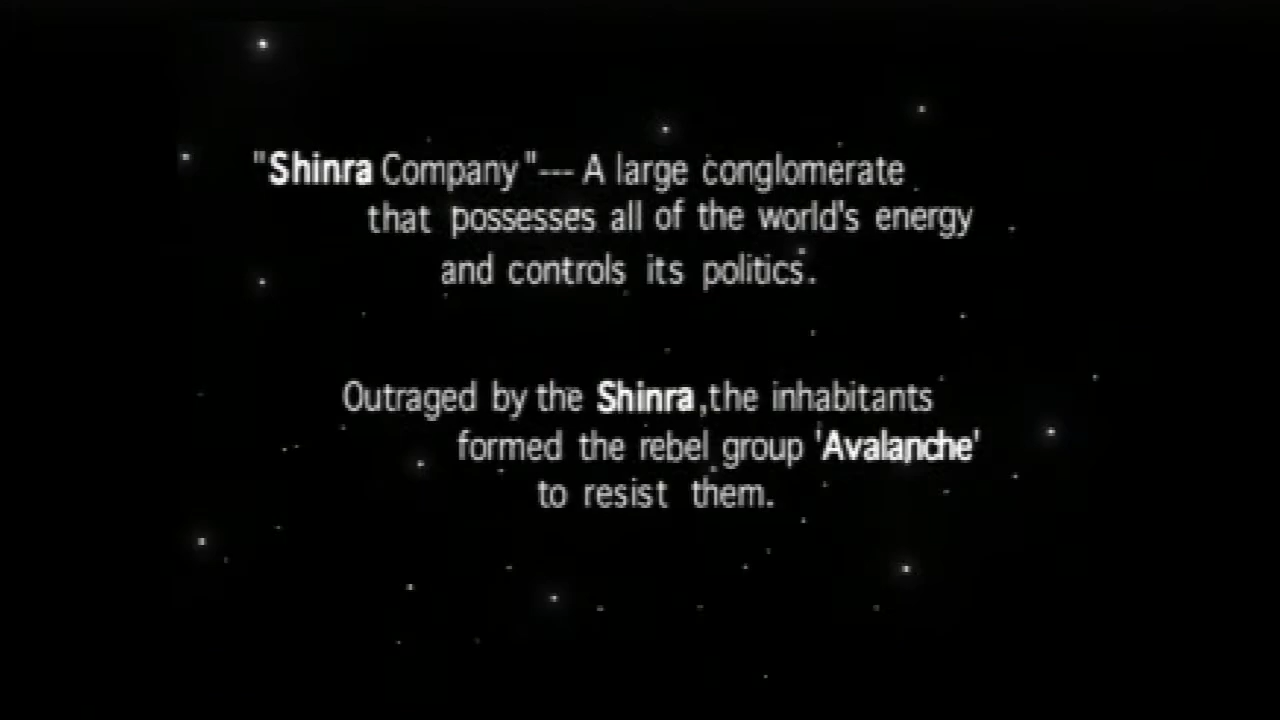 "Shinra Company"--- A large conglomerate
that possesses all of the world's energy
and controls its politics.
Outraged by the Shinra,the inhabitants
formed the rebel group 'Avalanche'
to resist them.